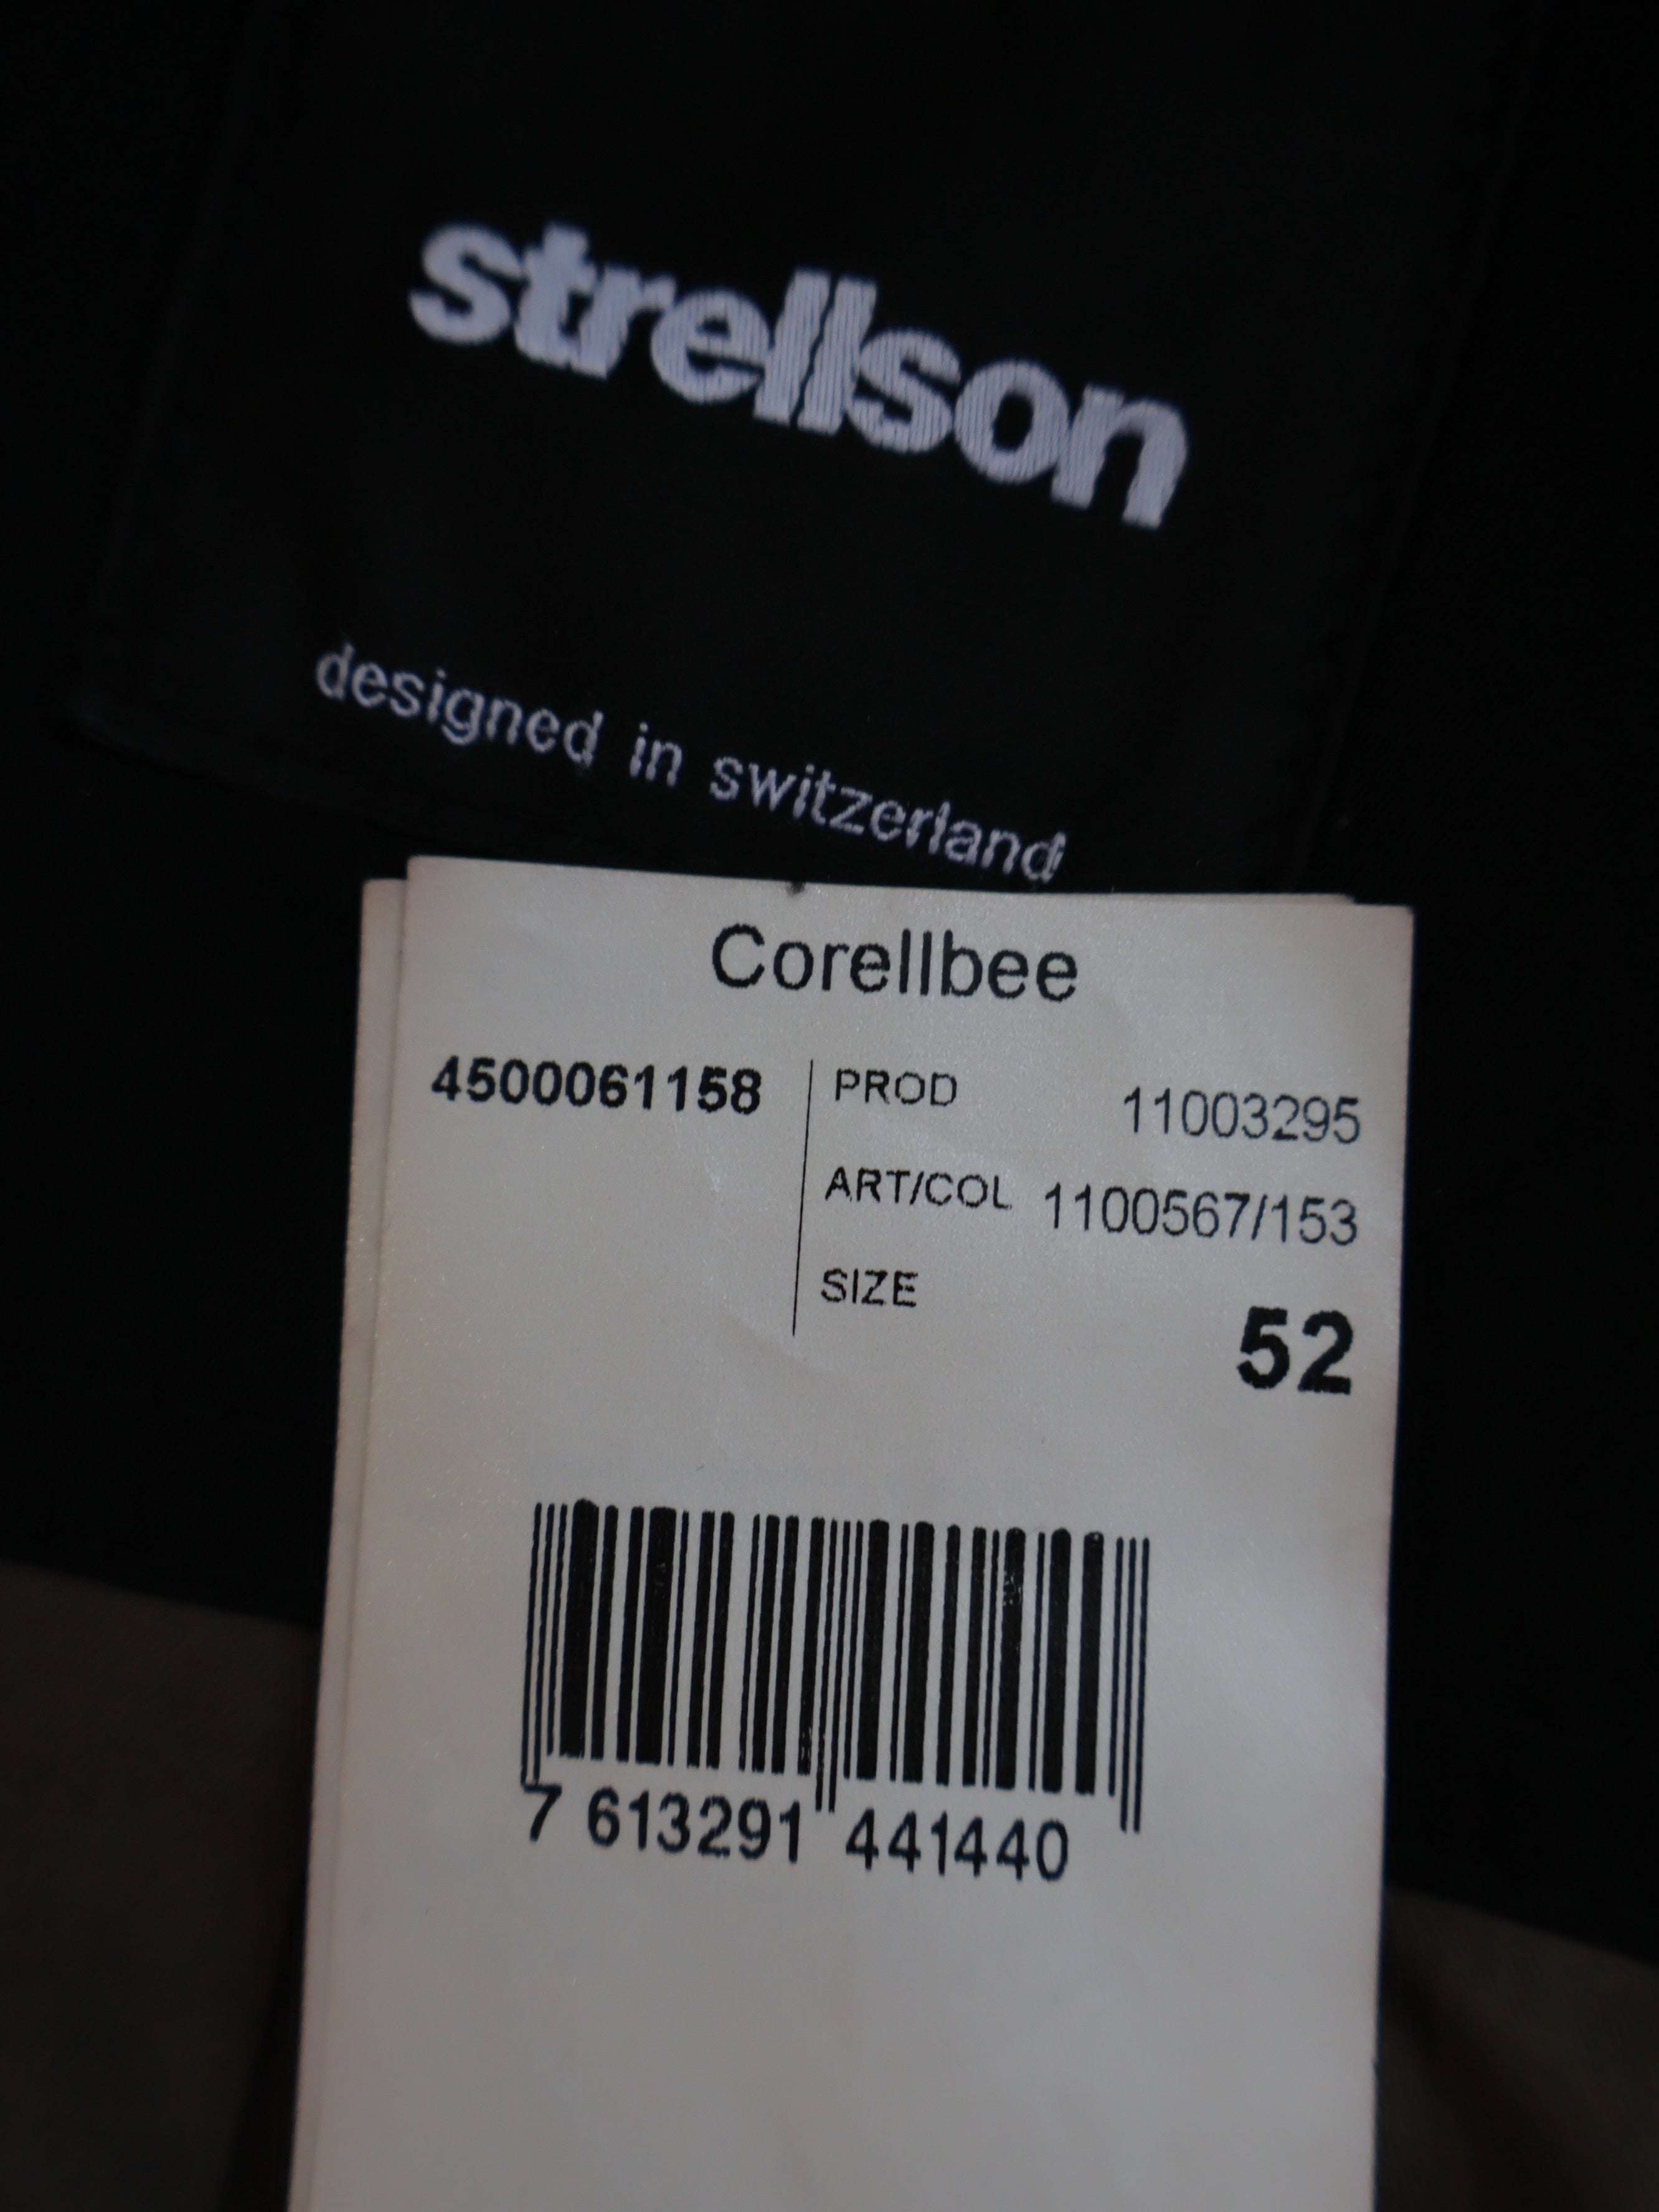 strellson
designed in switzerland
Corellbee
4500061158
PROD 11003295
ART/COL 1100567/153
SIZE 52
7 613291 441440